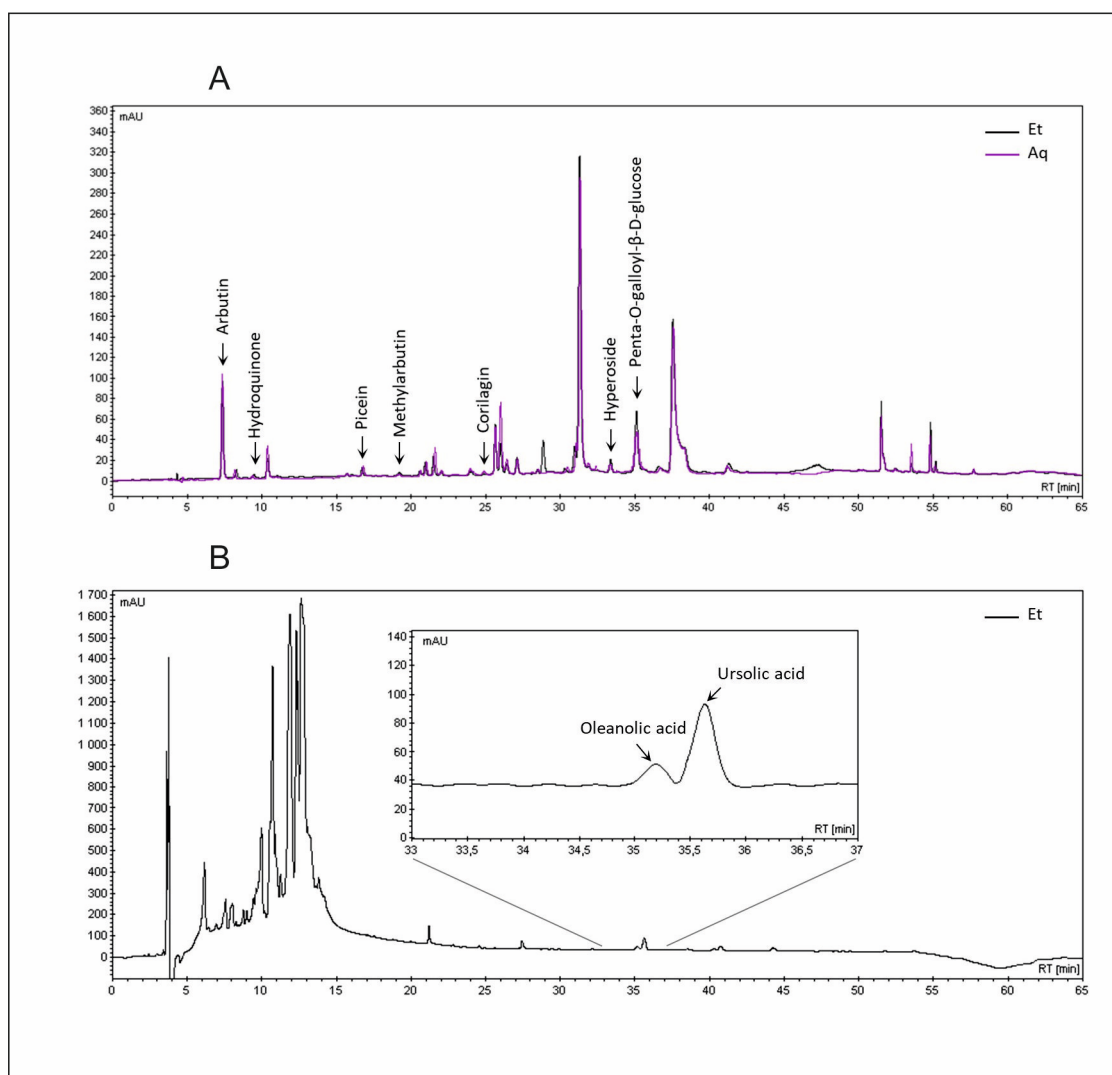 A
mAU
Et
Aq
360
340
320
300
280
260
240
220
200
180
160
140
120
100
80
60
40
20
0
Arbutin
Hydroquinone
Picein
Methylarbutin
Corilagin
Hyperoside
Penta-O-galloyl-β-D-glucose
RT [min]
0 5 10 15 20 25 30 35 40 45 50 55 60 65
B
mAU
Et
1 700
1 600
1 500
1 400
1 300
1 200
1 100
1 000
900
800
700
600
500
400
300
200
100
0
mAU
140
120
100
80
60
40
20
0
Ursolic acid
Oleanolic acid
RT [min]
33 33,5 34 34,5 35 35,5 36 36,5 37
RT [min]
0 5 10 15 20 25 30 35 40 45 50 55 60 65